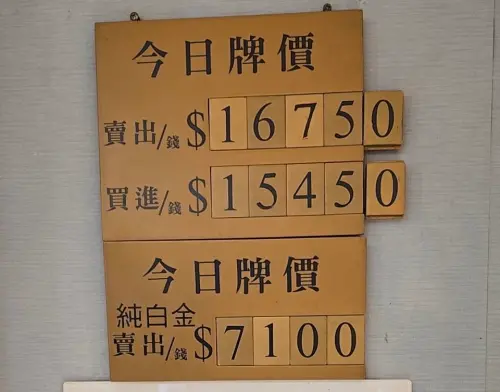 今日牌價
賣出/錢 $16750
買進/錢 $15450
今日牌價
純白金
賣出/錢 $7100